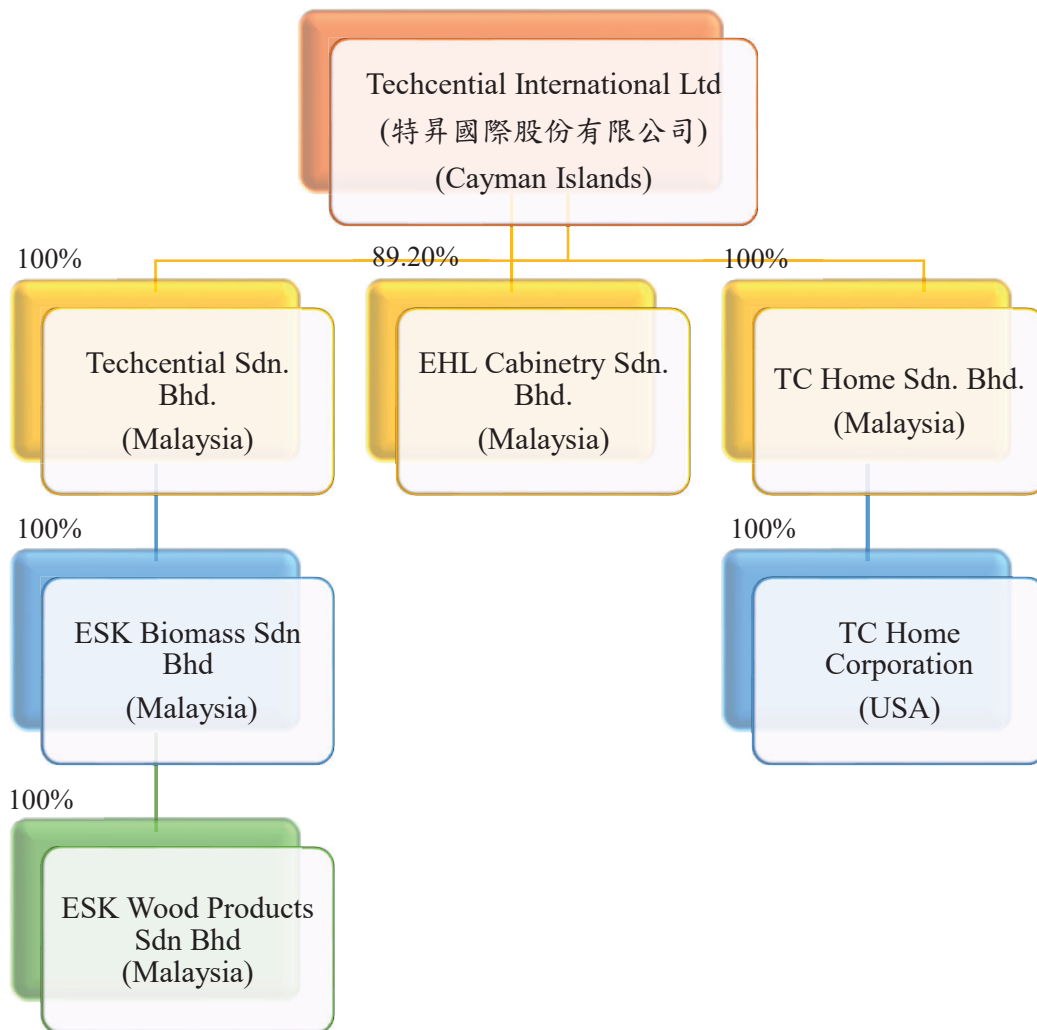 Techcential International Ltd
(特昇國際股份有限公司)
(Cayman Islands)
100%
89.20%
100%
Techcential Sdn.
Bhd.
(Malaysia)
EHL Cabinetry Sdn.
Bhd.
(Malaysia)
TC Home Sdn. Bhd.
(Malaysia)
100%
100%
ESK Biomass Sdn
Bhd
(Malaysia)
TC Home
Corporation
(USA)
100%
ESK Wood Products
Sdn Bhd
(Malaysia)